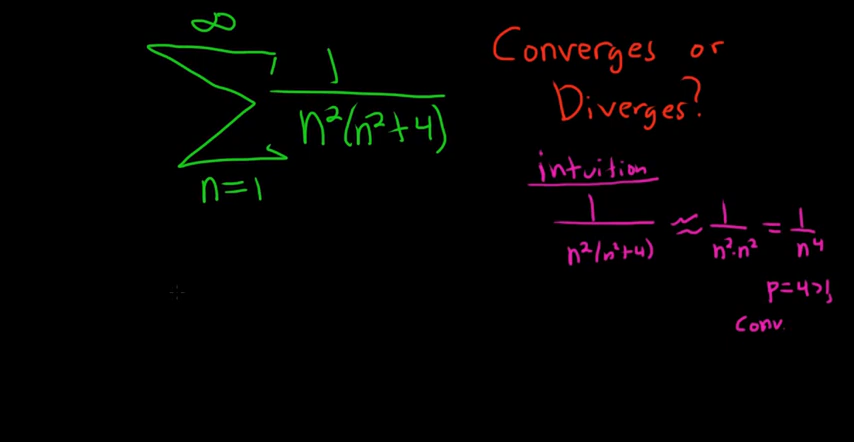 ∞
Σ 1/(n²(n²+4))
n=1
Converges or
Diverges?
intuition
1/(n²(n²+4)) ≈ 1/(n²·n²) = 1/n⁴
p=4>1
Conv.